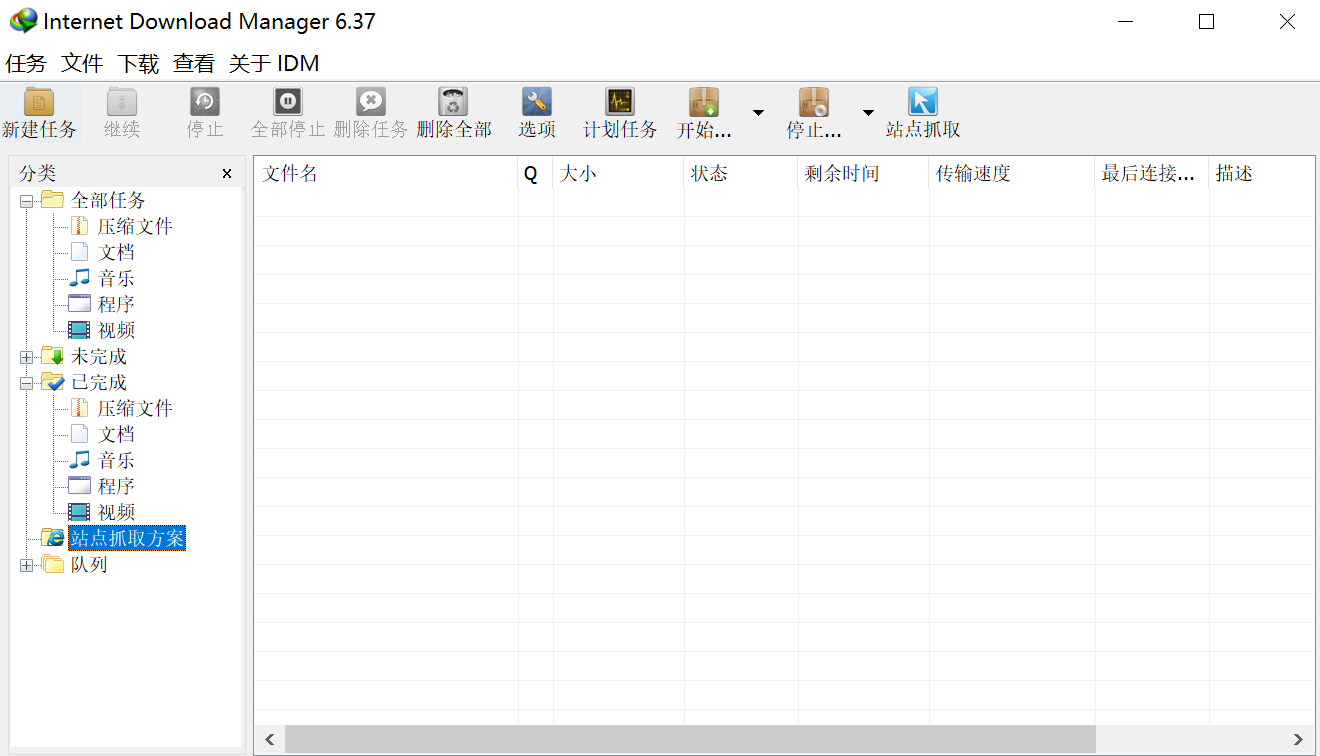 Internet Download Manager 6.37
任务 文件 下载 查看 关于 IDM
新建任务 继续 停止 全部停止 删除任务 删除全部 选项 计划任务 开始... 停止... 站点抓取
分类 文件名 Q 大小 状态 剩余时间 传输速度 最后连接... 描述
全部任务
压缩文件
文档
音乐
程序
视频
未完成
已完成
压缩文件
文档
音乐
程序
视频
站点抓取方案
队列